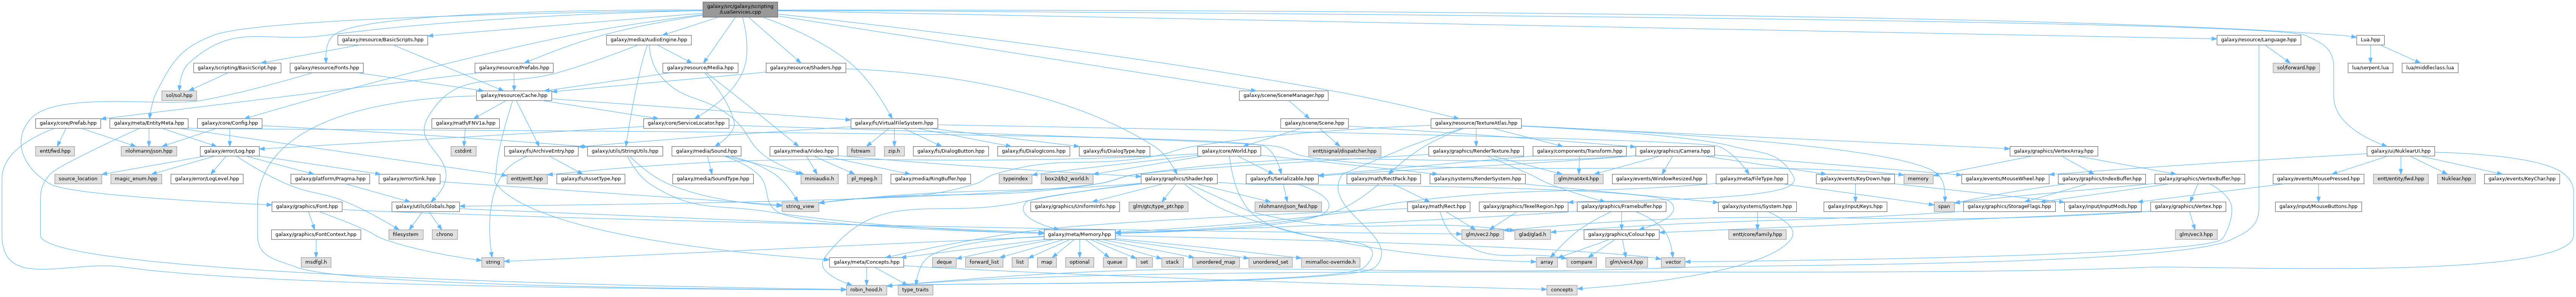 galaxy/src/galaxy/scripting
/LuaServices.cpp
galaxy/resource/BasicScripts.hpp
galaxy/media/AudioEngine.hpp
galaxy/resource/Language.hpp
Lua.hpp
galaxy/scripting/BasicScript.hpp
galaxy/resource/Fonts.hpp
galaxy/resource/Prefabs.hpp
galaxy/resource/Media.hpp
galaxy/resource/Shaders.hpp
sol/forward.hpp
lua/serpent.lua
lua/middleclass.lua
sol/sol.hpp
galaxy/resource/Cache.hpp
galaxy/scene/SceneManager.hpp
galaxy/core/Prefab.hpp
galaxy/meta/EntityMeta.hpp
galaxy/core/Config.hpp
galaxy/math/FNV1a.hpp
galaxy/core/ServiceLocator.hpp
galaxy/fs/VirtualFileSystem.hpp
galaxy/scene/Scene.hpp
galaxy/resource/TextureAtlas.hpp
entt/fwd.hpp
nlohmann/json.hpp
galaxy/error/Log.hpp
cstdint
galaxy/fs/ArchiveEntry.hpp
galaxy/utils/StringUtils.hpp
galaxy/media/Sound.hpp
galaxy/media/Video.hpp
fstream
zip.h
galaxy/fs/DialogButton.hpp
galaxy/fs/DialogIcons.hpp
galaxy/fs/DialogType.hpp
galaxy/core/World.hpp
entt/signal/dispatcher.hpp
galaxy/graphics/RenderTexture.hpp
galaxy/components/Transform.hpp
galaxy/graphics/Camera.hpp
galaxy/graphics/VertexArray.hpp
galaxy/ui/NuklearUI.hpp
source_location
magic_enum.hpp
galaxy/error/LogLevel.hpp
galaxy/platform/Pragma.hpp
galaxy/error/Sink.hpp
entt/entt.hpp
galaxy/fs/AssetType.hpp
galaxy/media/SoundType.hpp
miniaudio.h
pl_mpeg.h
galaxy/media/RingBuffer.hpp
typeindex
box2d/b2_world.h
galaxy/graphics/Shader.hpp
galaxy/systems/RenderSystem.hpp
galaxy/fs/Serializable.hpp
galaxy/math/RectPack.hpp
glm/mat4x4.hpp
galaxy/events/WindowResized.hpp
galaxy/meta/FileType.hpp
galaxy/events/KeyDown.hpp
memory
galaxy/events/MouseWheel.hpp
galaxy/graphics/IndexBuffer.hpp
galaxy/graphics/VertexBuffer.hpp
galaxy/events/MousePressed.hpp
entt/entity/fwd.hpp
Nuklear.hpp
galaxy/events/KeyChar.hpp
galaxy/graphics/Font.hpp
galaxy/utils/Globals.hpp
string_view
galaxy/graphics/UniformInfo.hpp
glm/gtc/type_ptr.hpp
nlohmann/json_fwd.hpp
galaxy/math/Rect.hpp
galaxy/graphics/TexelRegion.hpp
galaxy/graphics/Framebuffer.hpp
galaxy/systems/System.hpp
galaxy/input/Keys.hpp
span
galaxy/graphics/StorageFlags.hpp
galaxy/input/InputMods.hpp
galaxy/graphics/Vertex.hpp
galaxy/input/MouseButtons.hpp
galaxy/graphics/FontContext.hpp
filesystem
chrono
galaxy/meta/Memory.hpp
glm/vec2.hpp
glad/glad.h
galaxy/graphics/Colour.hpp
entt/core/family.hpp
glm/vec3.hpp
msdfgl.h
string
galaxy/meta/Concepts.hpp
deque
forward_list
list
map
optional
queue
set
stack
unordered_map
unordered_set
mimalloc-override.h
array
compare
glm/vec4.hpp
vector
robin_hood.h
type_traits
concepts